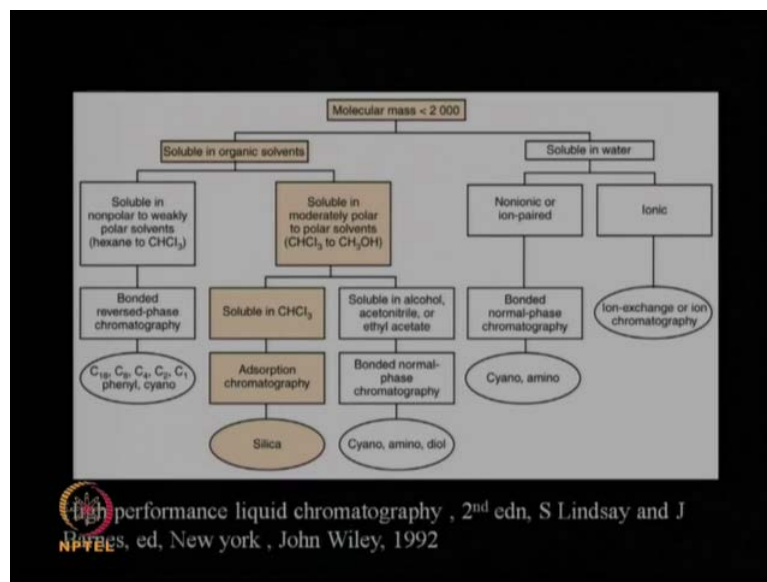 Molecular mass < 2 000
Soluble in organic solvents
Soluble in water
Soluble in
nonpolar to weakly
polar solvents
(hexane to CHCl₃)
Soluble in
moderately polar
to polar solvents
(CHCl₃ to CH₃OH)
Nonionic or
ion-paired
Ionic
Bonded
reversed-phase
chromatography
Soluble in CHCl₃
Soluble in alcohol,
acetonitrile, or
ethyl acetate
Bonded
normal-phase
chromatography
Ion-exchange or ion
chromatography
C₁₈, C₈, C₄, C₂, C₁
phenyl, cyano
Adsorption
chromatography
Bonded normal-
phase
chromatography
Cyano, amino
Silica
Cyano, amino, diol
High performance liquid chromatography , 2nd edn, S Lindsay and J
Barnes, ed, New york , John Wiley, 1992
NPTEL